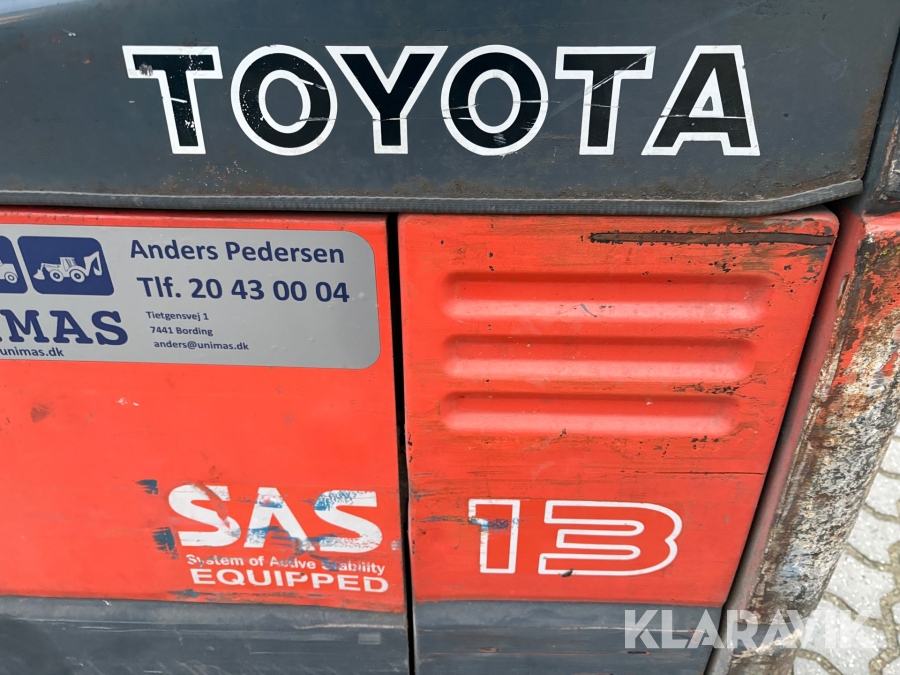 TOYOTA
Anders Pedersen
Tlf. 20 43 00 04
Tietgensvej 1
7441 Bording
anders@unimas.dk
IMAS
unimas.dk
SAS
System of Active Stability
EQUIPPED
13
KLARAVIK